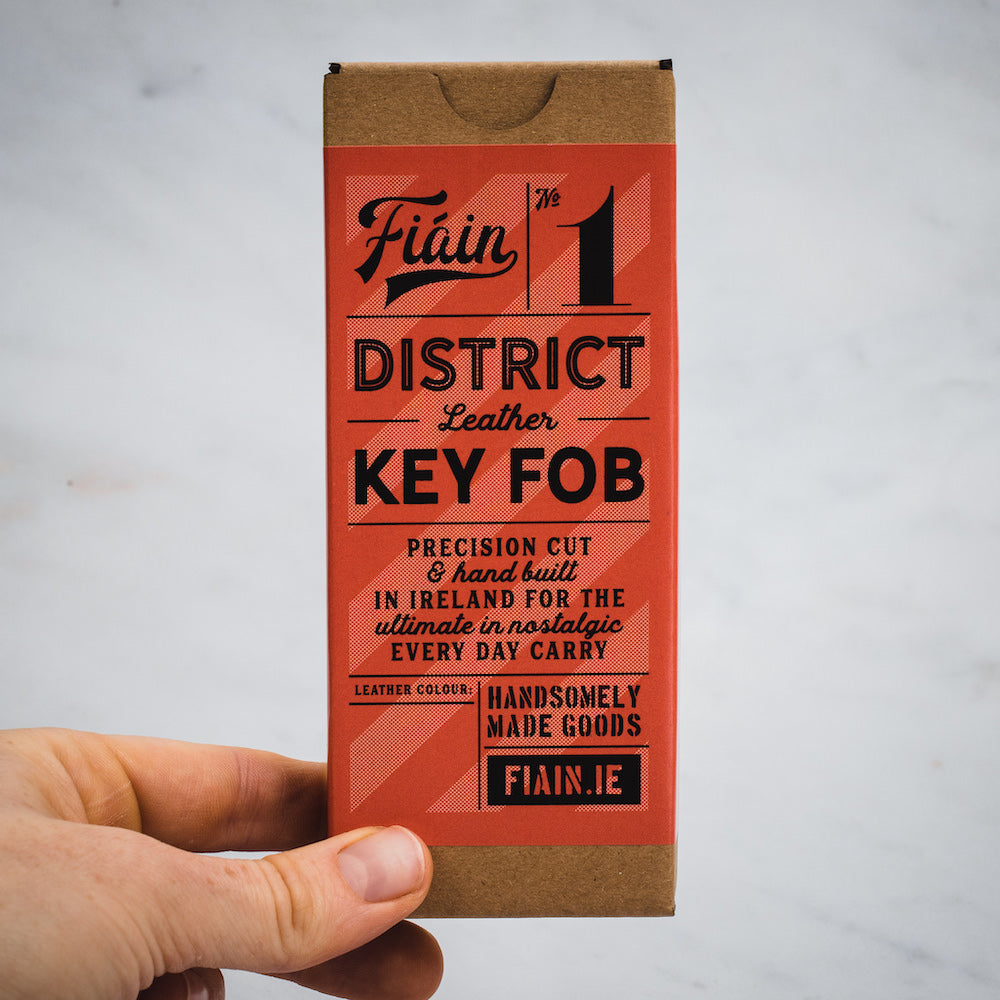 Fiáin
No 1
DISTRICT
Leather
KEY FOB
PRECISION CUT
& hand built
IN IRELAND FOR THE
ultimate in nostalgic
EVERY DAY CARRY
LEATHER COLOUR:
HANDSOMELY
MADE GOODS
FIAIN.IE